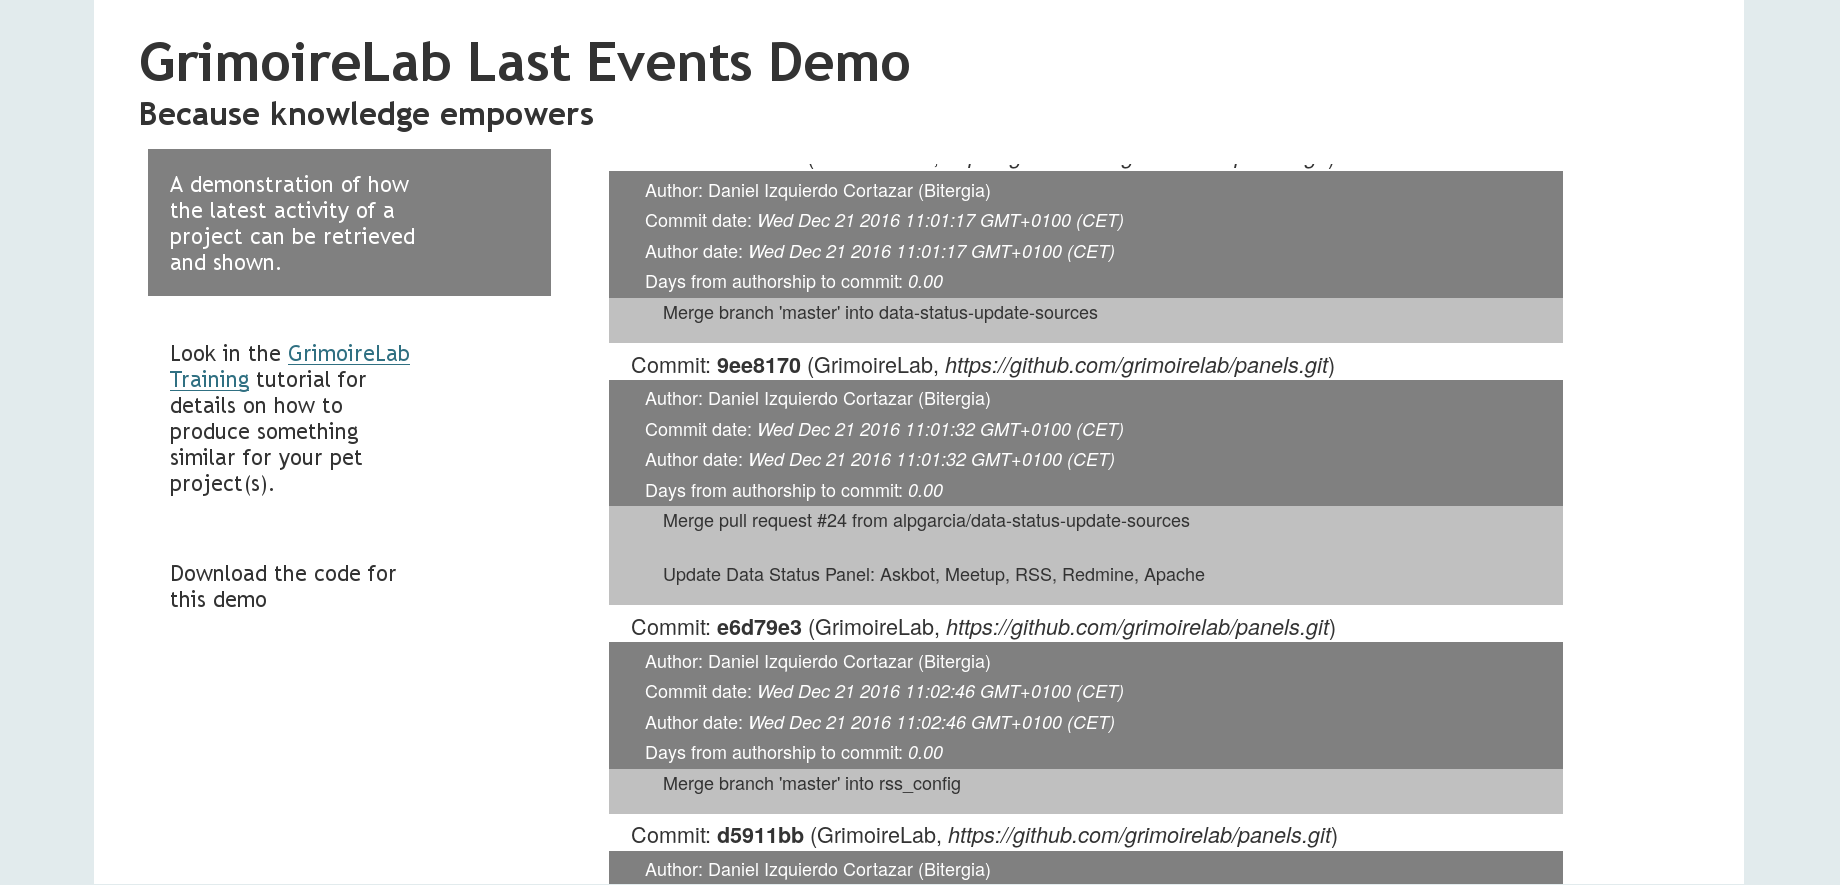 GrimoireLab Last Events Demo
Because knowledge empowers
A demonstration of how
the latest activity of a
project can be retrieved
and shown.
Look in the GrimoireLab
Training tutorial for
details on how to
produce something
similar for your pet
project(s).
Download the code for
this demo
Author: Daniel Izquierdo Cortazar (Bitergia)
Commit date: Wed Dec 21 2016 11:01:17 GMT+0100 (CET)
Author date: Wed Dec 21 2016 11:01:17 GMT+0100 (CET)
Days from authorship to commit: 0.00
Merge branch 'master' into data-status-update-sources
Commit: 9ee8170 (GrimoireLab, https://github.com/grimoirelab/panels.git)
Author: Daniel Izquierdo Cortazar (Bitergia)
Commit date: Wed Dec 21 2016 11:01:32 GMT+0100 (CET)
Author date: Wed Dec 21 2016 11:01:32 GMT+0100 (CET)
Days from authorship to commit: 0.00
Merge pull request #24 from alpgarcia/data-status-update-sources
Update Data Status Panel: Askbot, Meetup, RSS, Redmine, Apache
Commit: e6d79e3 (GrimoireLab, https://github.com/grimoirelab/panels.git)
Author: Daniel Izquierdo Cortazar (Bitergia)
Commit date: Wed Dec 21 2016 11:02:46 GMT+0100 (CET)
Author date: Wed Dec 21 2016 11:02:46 GMT+0100 (CET)
Days from authorship to commit: 0.00
Merge branch 'master' into rss_config
Commit: d5911bb (GrimoireLab, https://github.com/grimoirelab/panels.git)
Author: Daniel Izquierdo Cortazar (Bitergia)